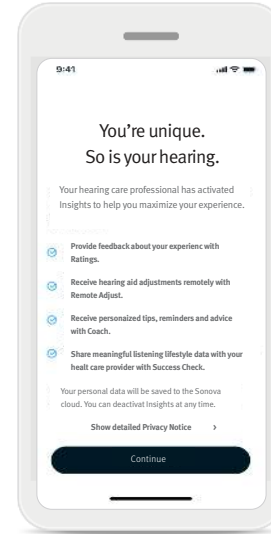 9:41
You're unique.
So is your hearing.
Your hearing care professional has activated
Insights to help you maximize your experience.
Provide feedback about your experienc with
Ratings.
Receive hearing aid adjustments remotely with
Remote Adjust.
Receive personaized tips, reminders and advice
with Coach.
Share meaningful listening lifestyle data with your
healt care provider with Success Check.
Your personal data will be saved to the Sonova
cloud. You can deactivat Insights at any time.
Show detailed Privacy Notice >
Continue